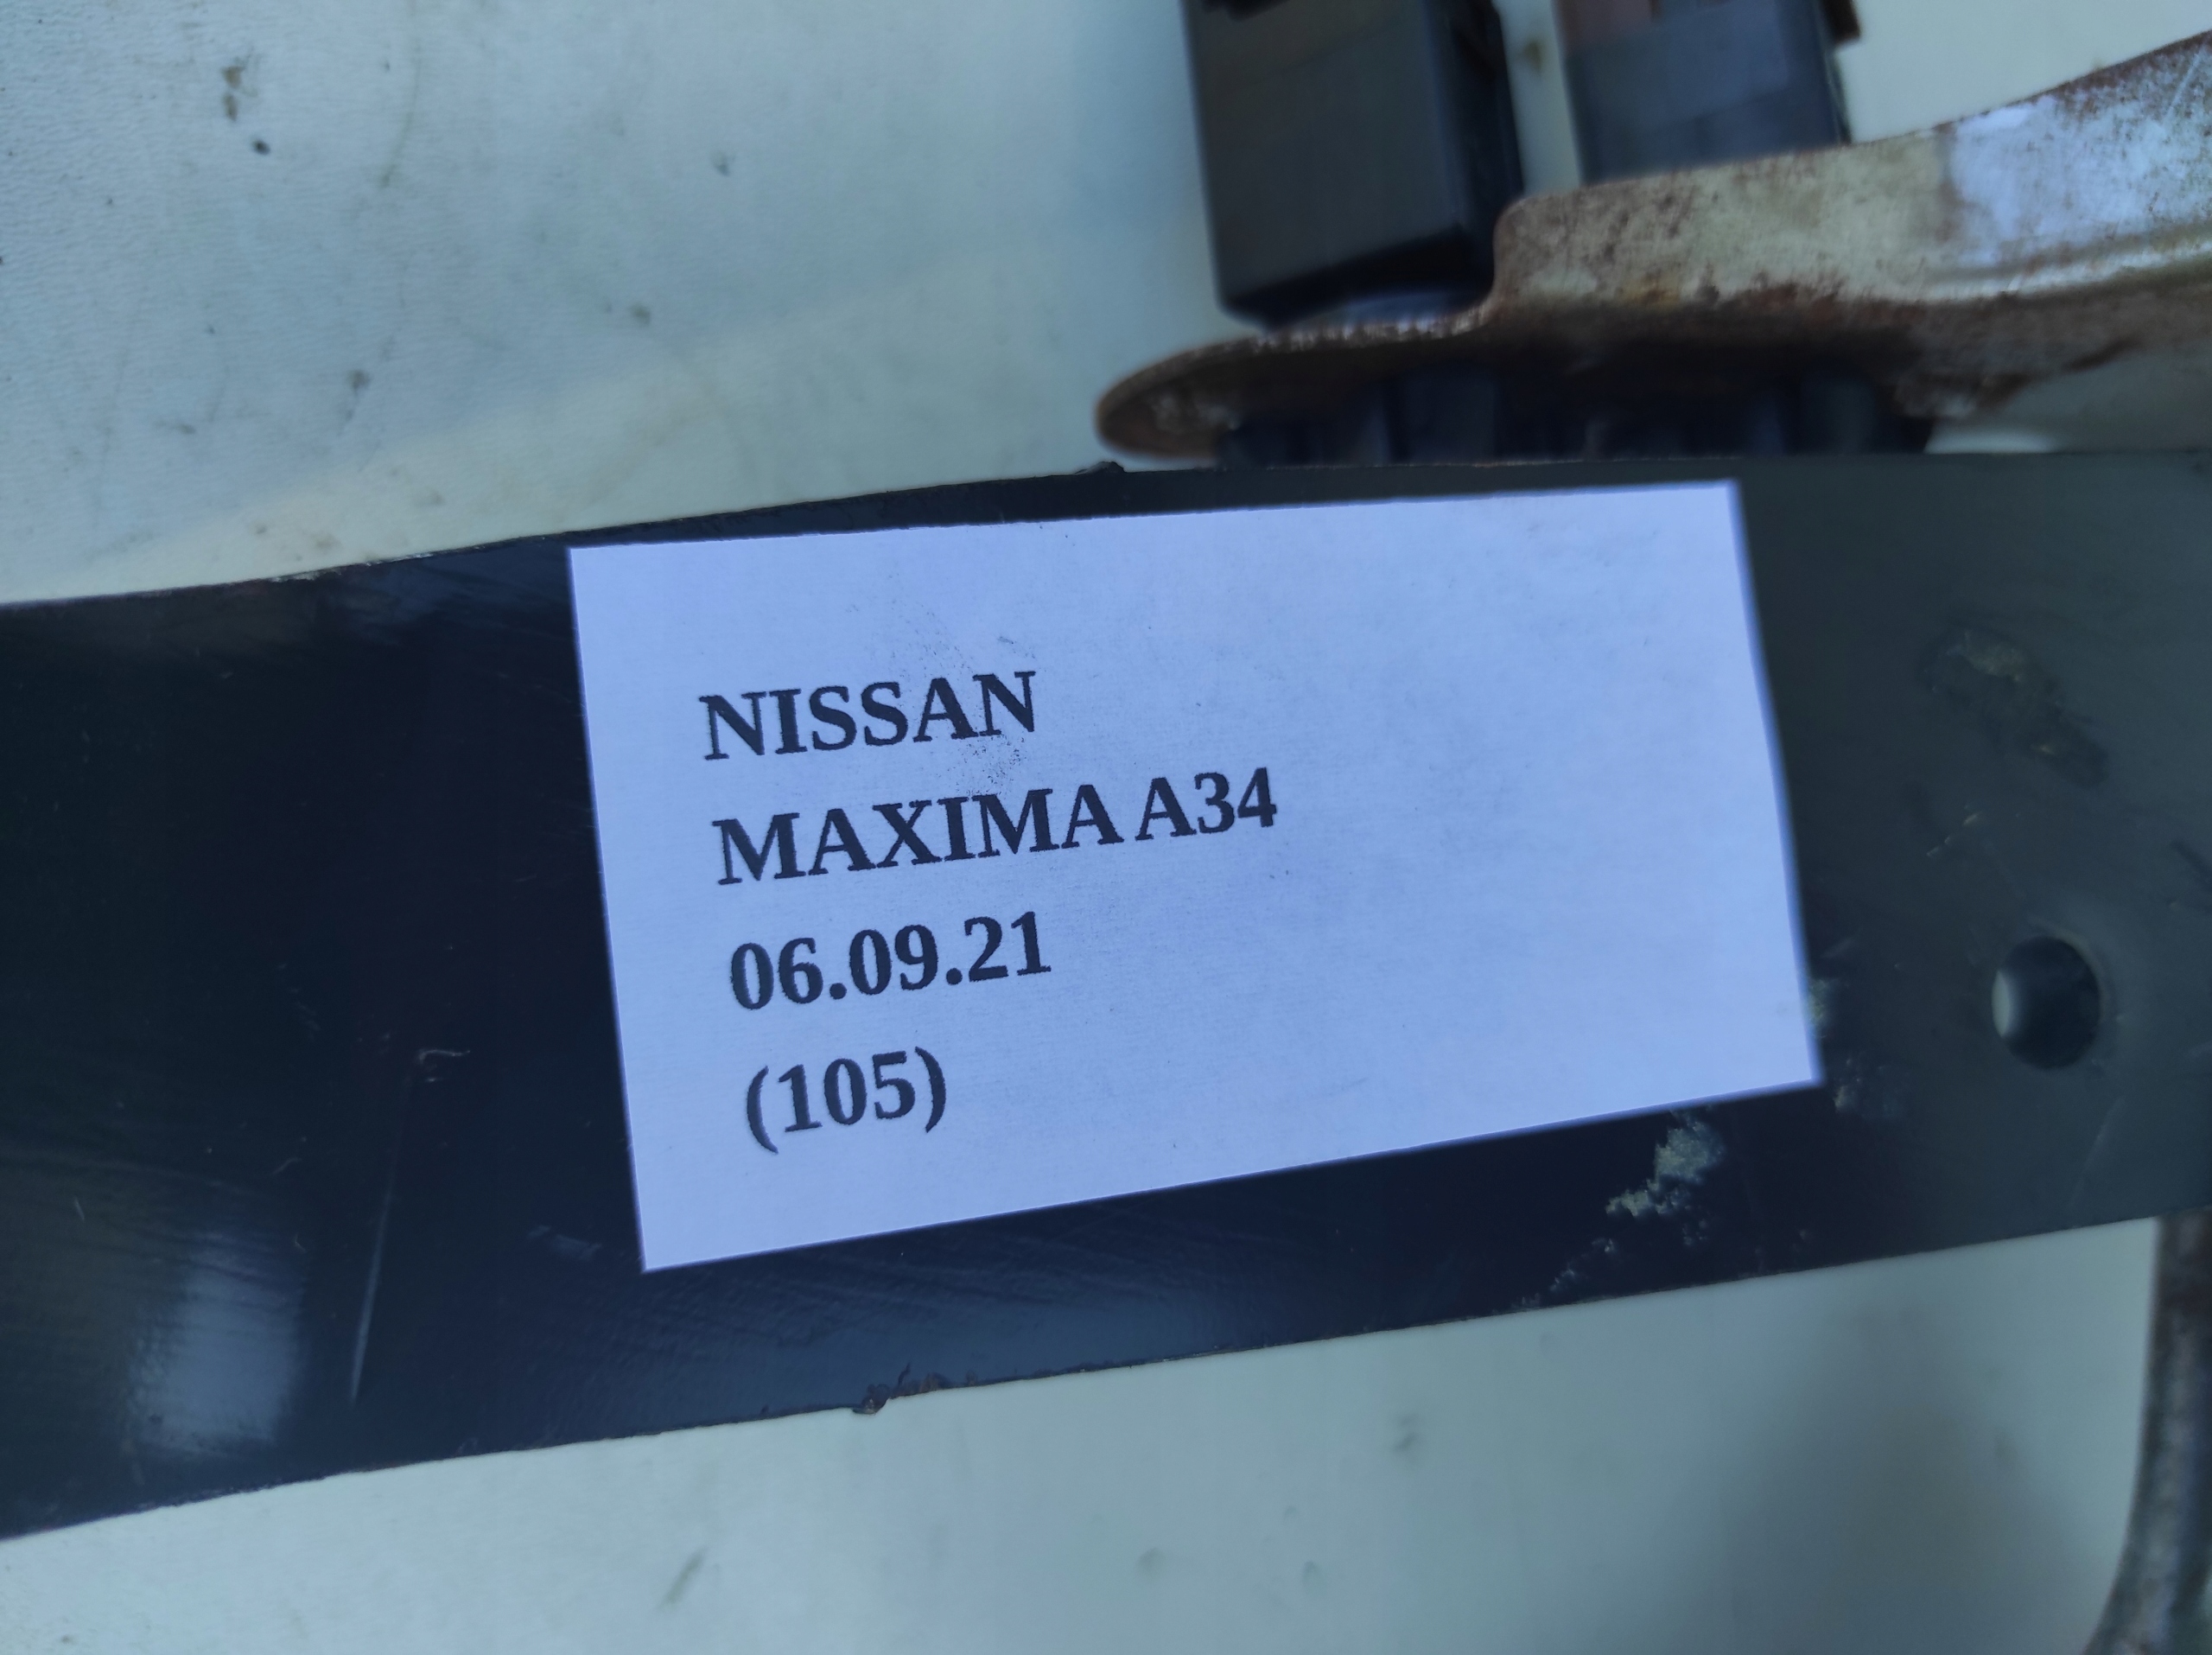 NISSAN
MAXIMA A34
06.09.21
(105)